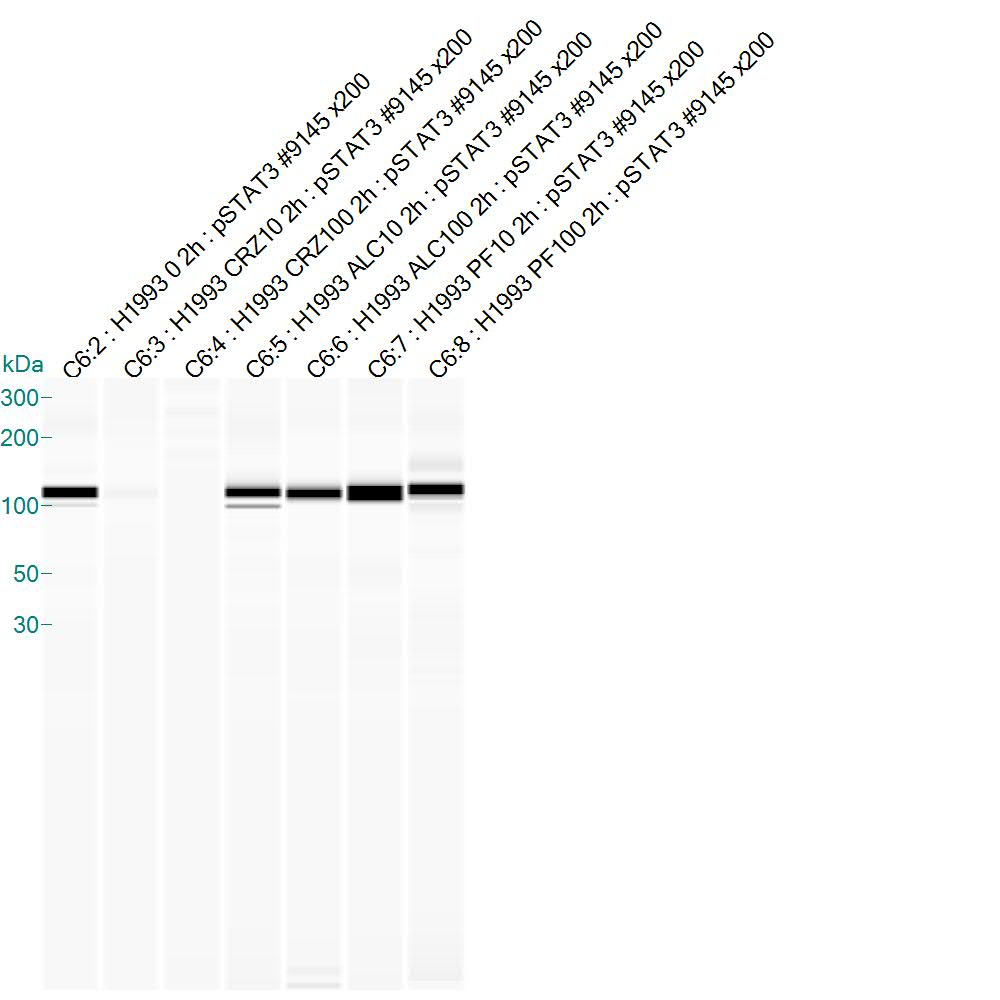 C6:2 : H1993 0 2h : pSTAT3 #9145 x200
C6:3 : H1993 CRZ10 2h : pSTAT3 #9145 x200
C6:4 : H1993 CRZ100 2h : pSTAT3 #9145 x200
C6:5 : H1993 ALC10 2h : pSTAT3 #9145 x200
C6:6 : H1993 ALC100 2h : pSTAT3 #9145 x200
C6:7 : H1993 PF10 2h : pSTAT3 #9145 x200
C6:8 : H1993 PF100 2h : pSTAT3 #9145 x200
kDa
300
200
100
50
30